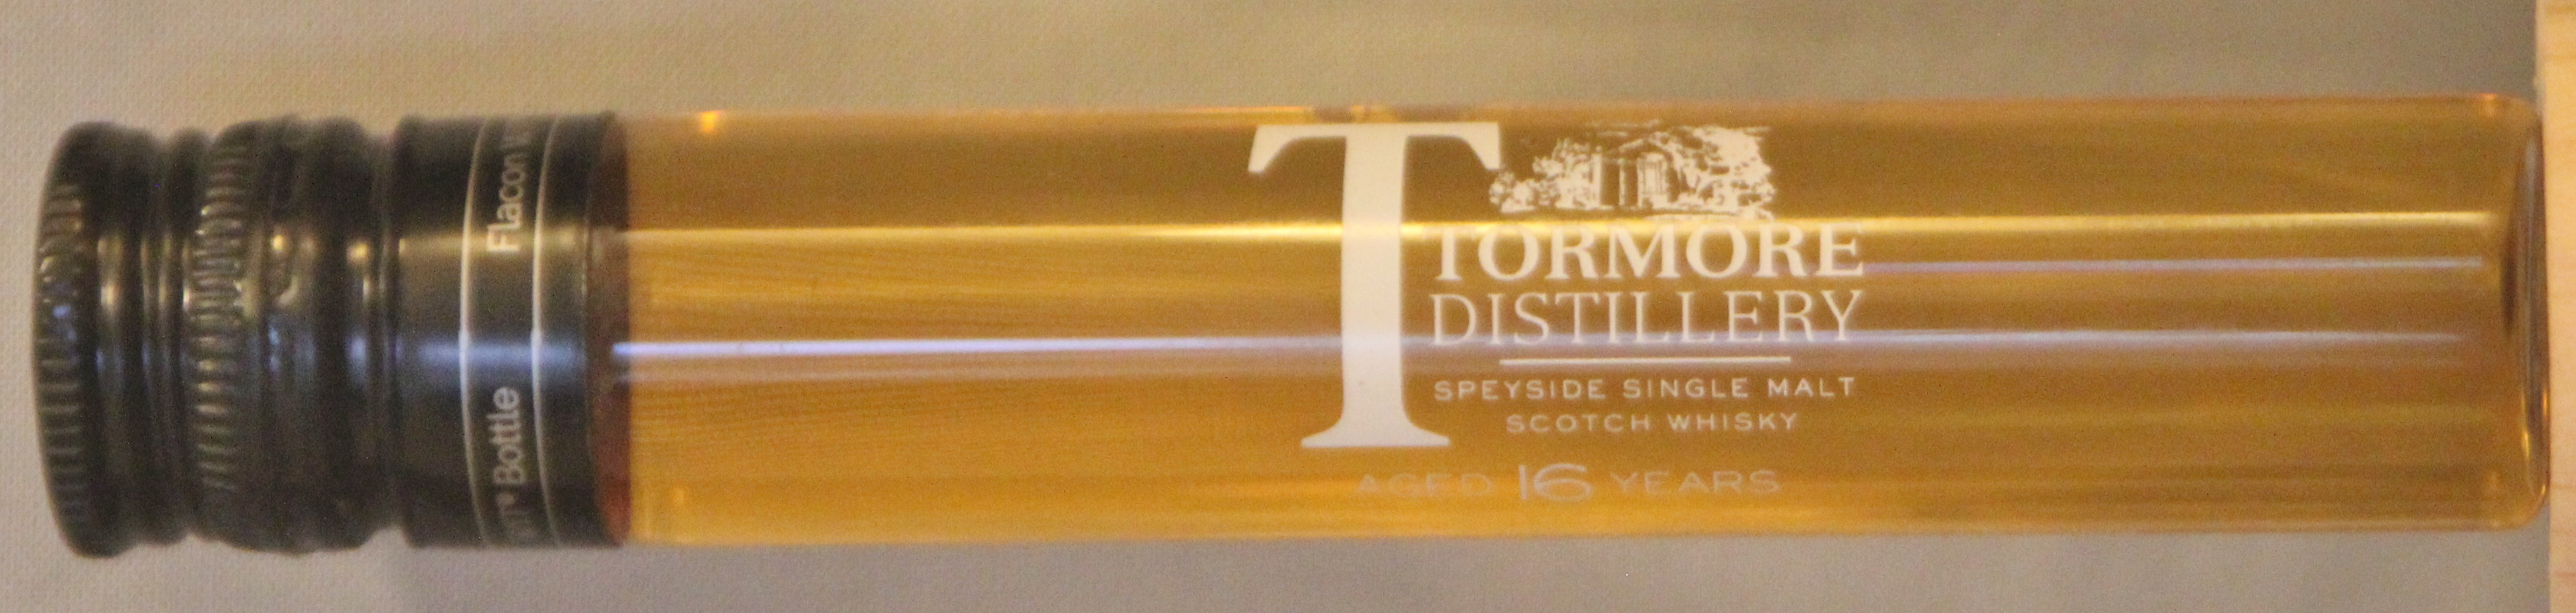 T
TORMORE
DISTILLERY
SPEYSIDE SINGLE MALT
SCOTCH WHISKY
AGED 16 YEARS
Flacon
Bottle